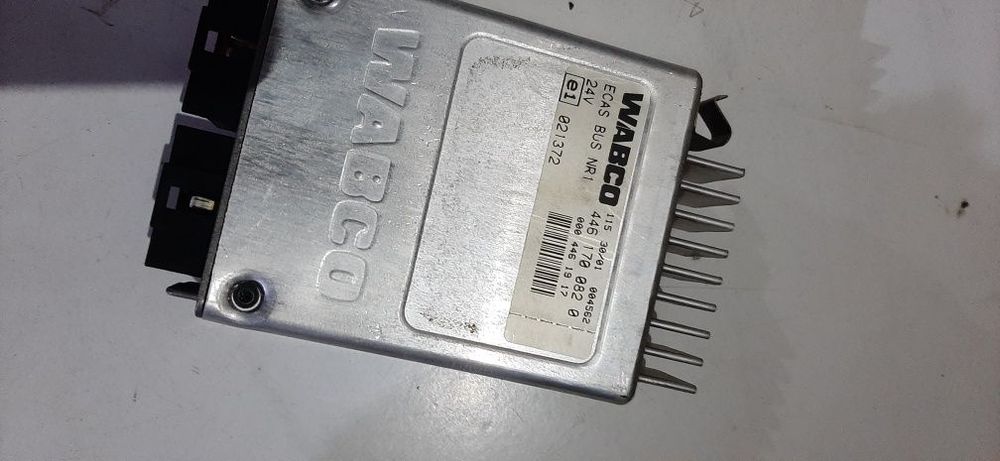 WABCO
WABCO 115 30/01 004562
ECAS BUS NR1 446 170 082 0
24V 000 446 19 17
e1 021372